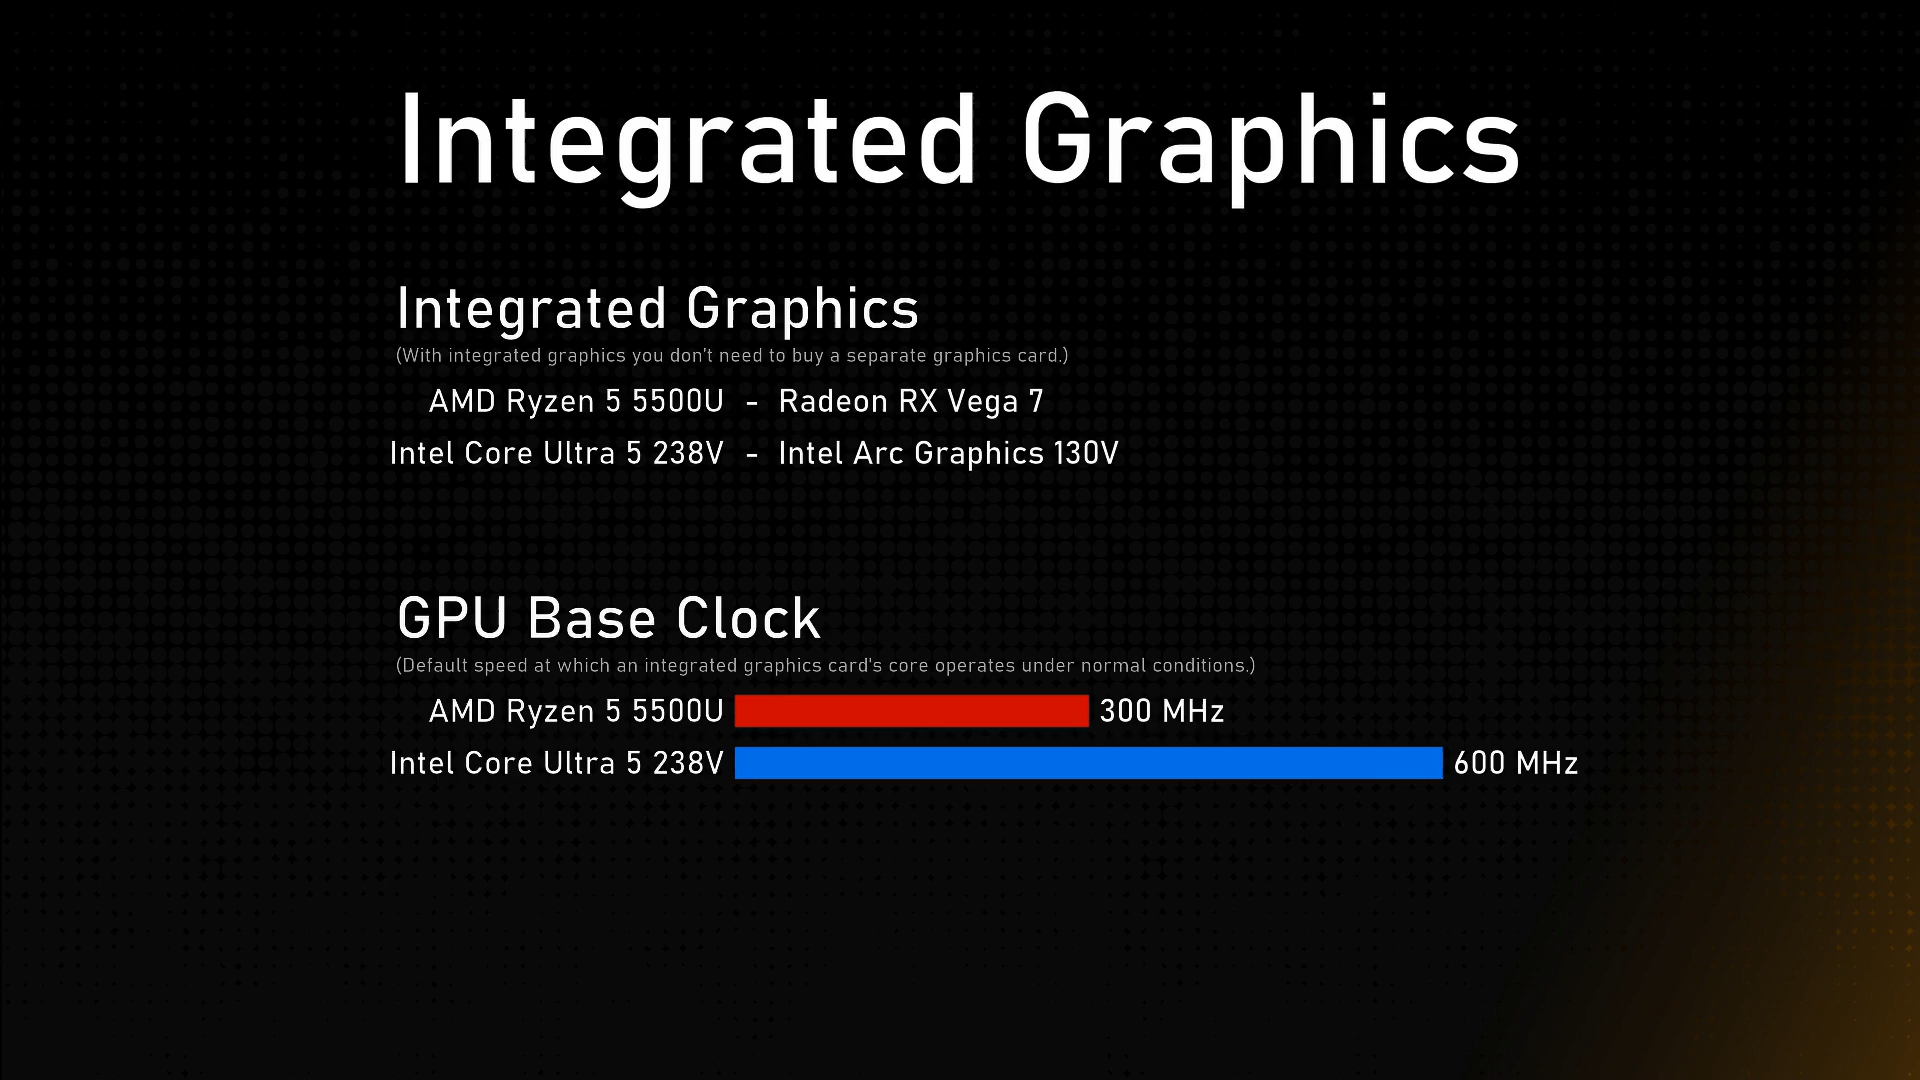 Integrated Graphics
Integrated Graphics
(With integrated graphics you don't need to buy a separate graphics card.)
AMD Ryzen 5 5500U - Radeon RX Vega 7
Intel Core Ultra 5 238V - Intel Arc Graphics 130V
GPU Base Clock
(Default speed at which an integrated graphics card's core operates under normal conditions.)
AMD Ryzen 5 5500U 300 MHz
Intel Core Ultra 5 238V 600 MHz